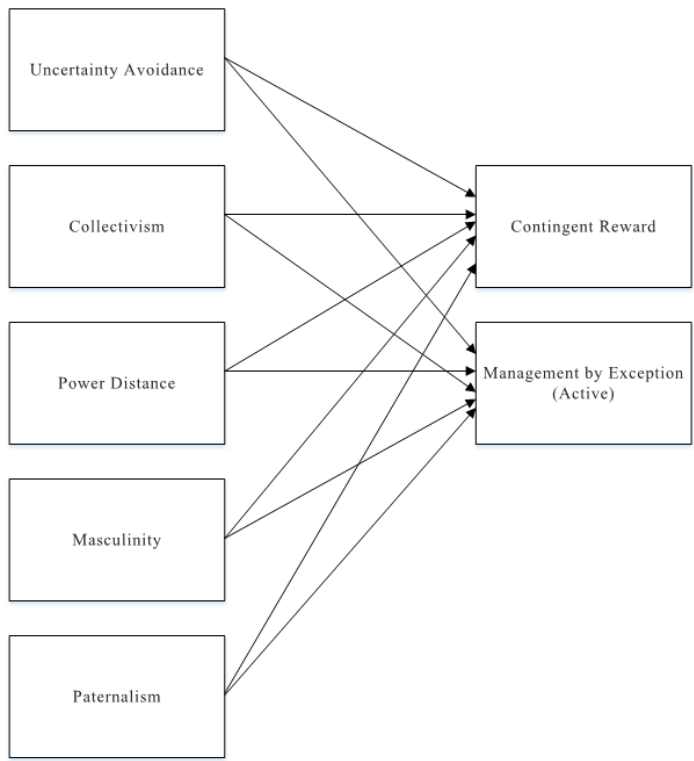 Uncertainty Avoidance
Collectivism
Contingent Reward
Power Distance
Management by Exception
(Active)
Masculinity
Paternalism